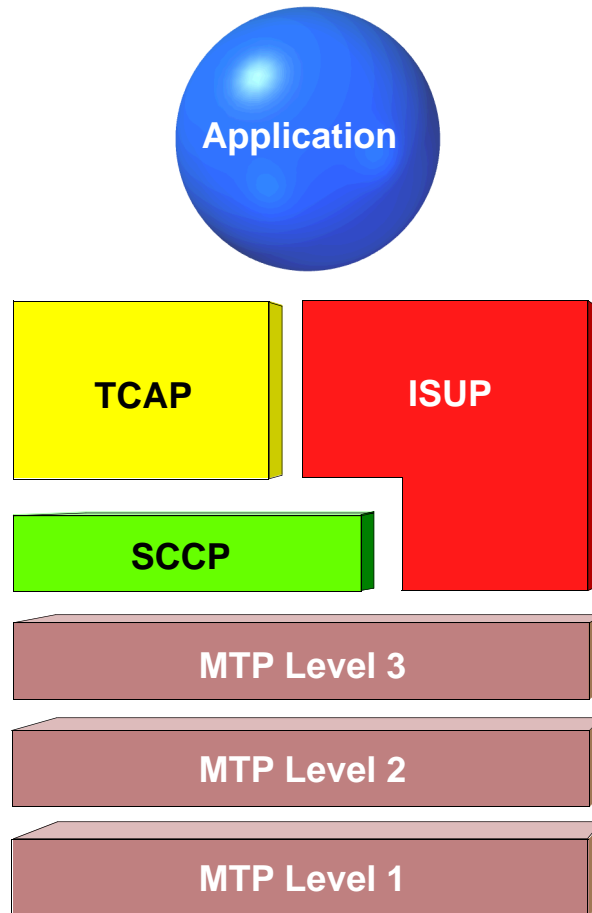 Application
TCAP
ISUP
SCCP
MTP Level 3
MTP Level 2
MTP Level 1